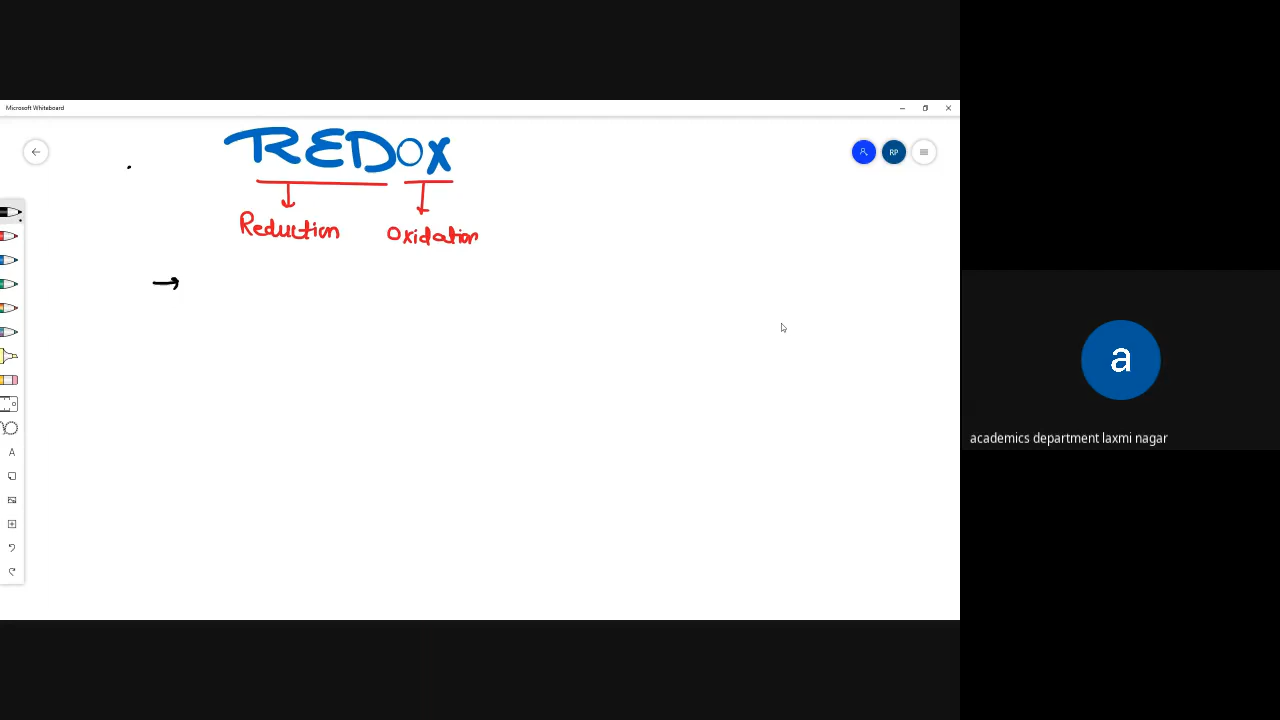 Microsoft Whiteboard
REDOX
RP
Reduction Oxidation
→
A
a
academics department laxmi nagar